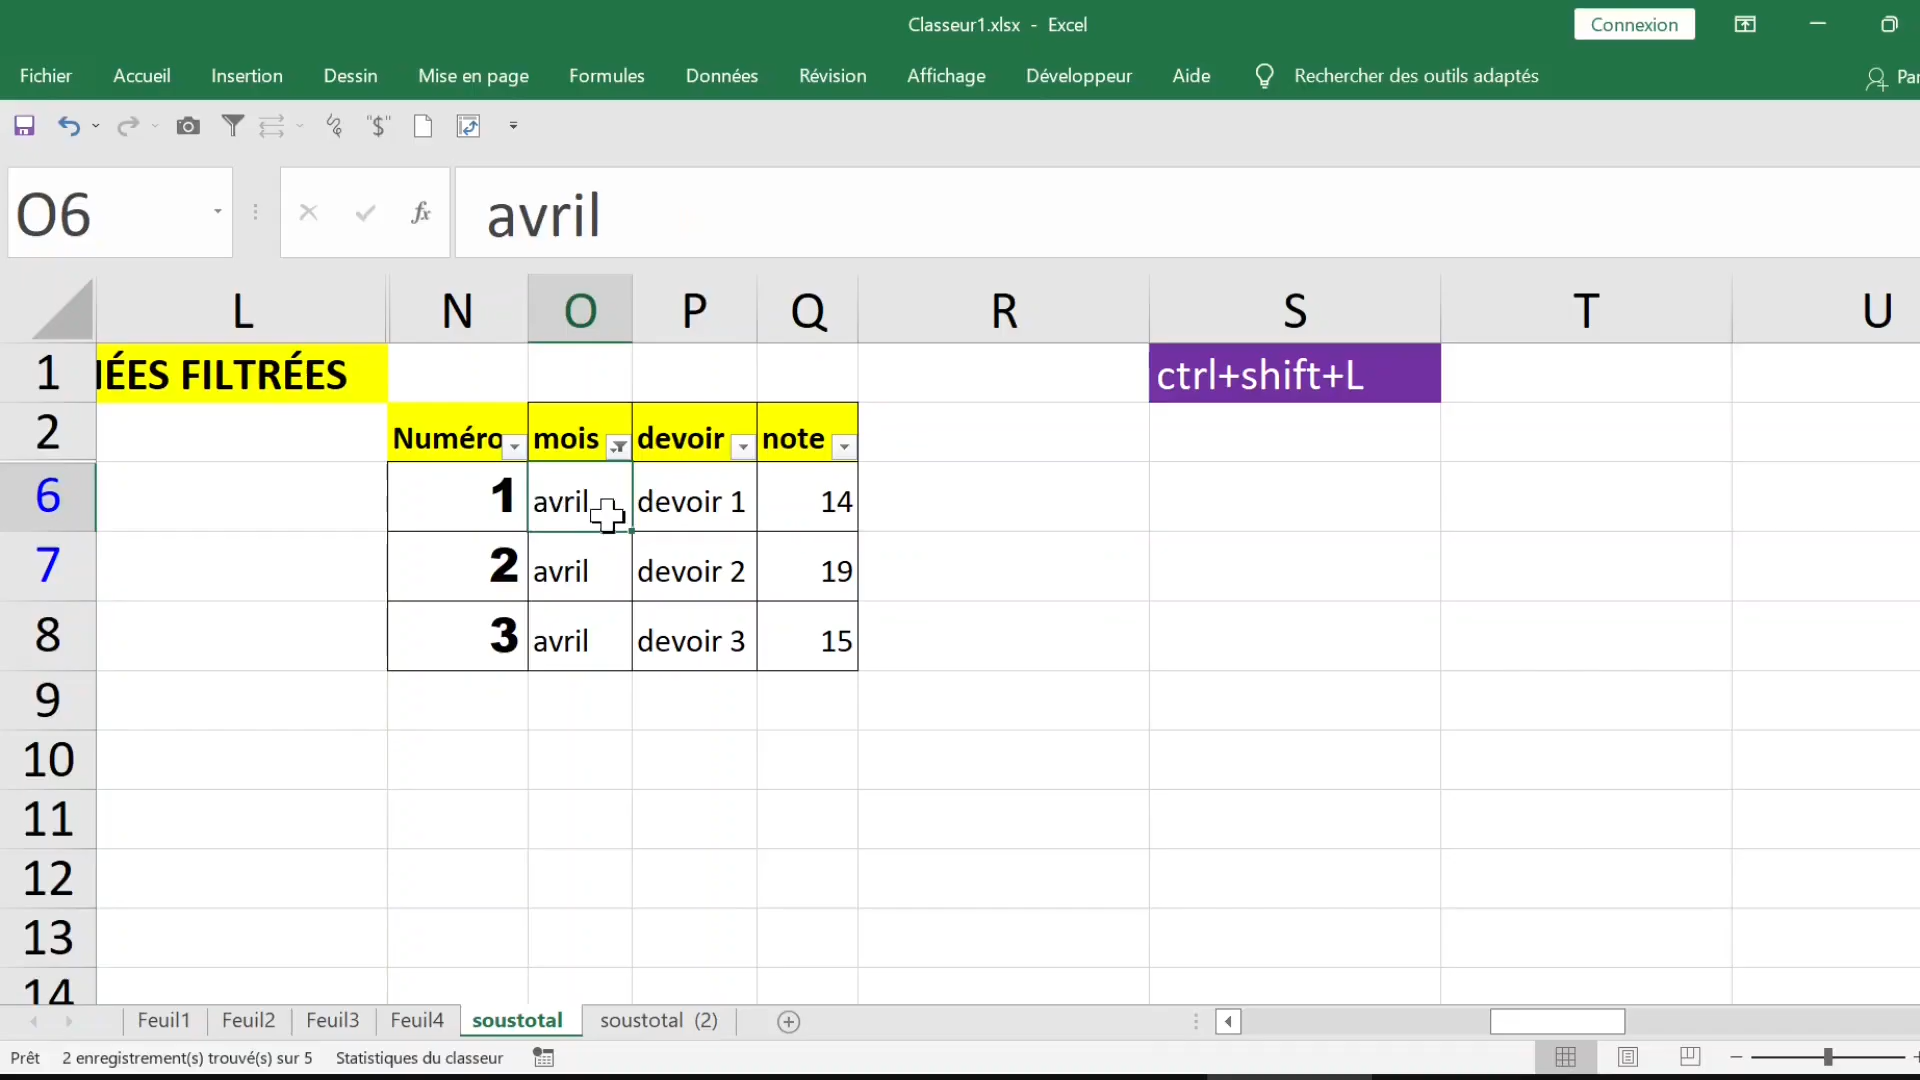 Classeur1.xlsx - Excel
Connexion
Fichier Accueil Insertion Dessin Mise en page Formules Données Révision Affichage Développeur Aide Rechercher des outils adaptés Par
"$"
O6 fx avril
L N O P Q R S T U
1 IÉES FILTRÉES ctrl+shift+L
2 Numéro mois devoir note
6 1 avril devoir 1 14
7 2 avril devoir 2 19
8 3 avril devoir 3 15
9
10
11
12
13
14
Feuil1 Feuil2 Feuil3 Feuil4 soustotal soustotal (2)
Prêt 2 enregistrement(s) trouvé(s) sur 5 Statistiques du classeur